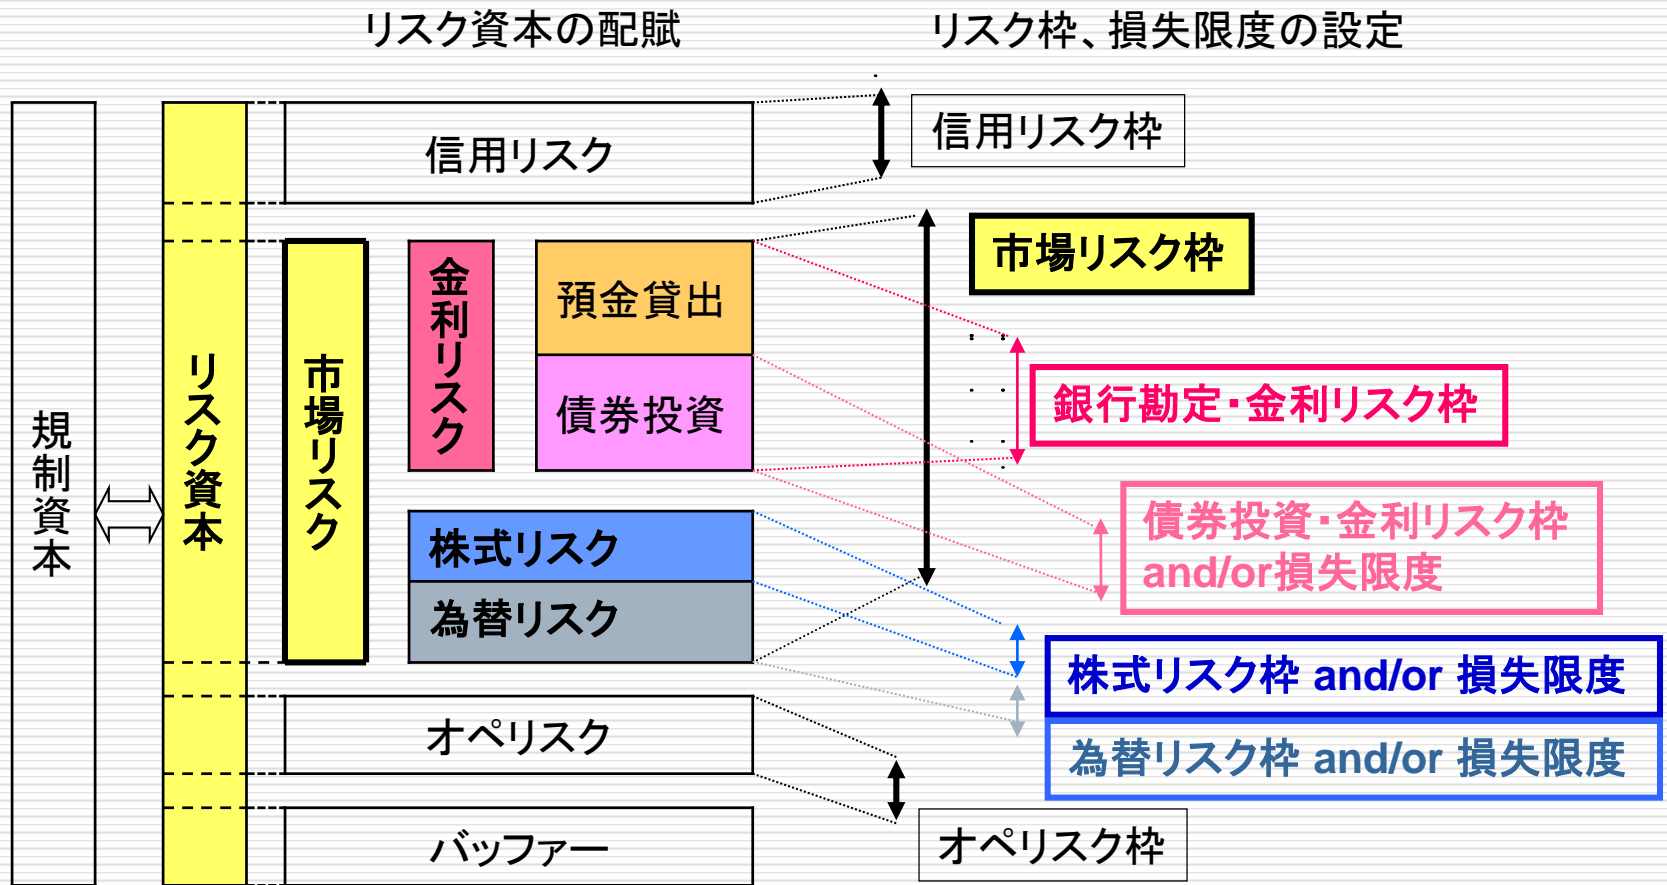 リスク資本の配賦
リスク枠、損失限度の設定
規制資本
リスク資本
信用リスク
信用リスク枠
市場リスク
金利リスク
預金貸出
債券投資
株式リスク
為替リスク
市場リスク枠
銀行勘定・金利リスク枠
債券投資・金利リスク枠
and/or損失限度
株式リスク枠 and/or 損失限度
為替リスク枠 and/or 損失限度
オペリスク
オペリスク枠
バッファー